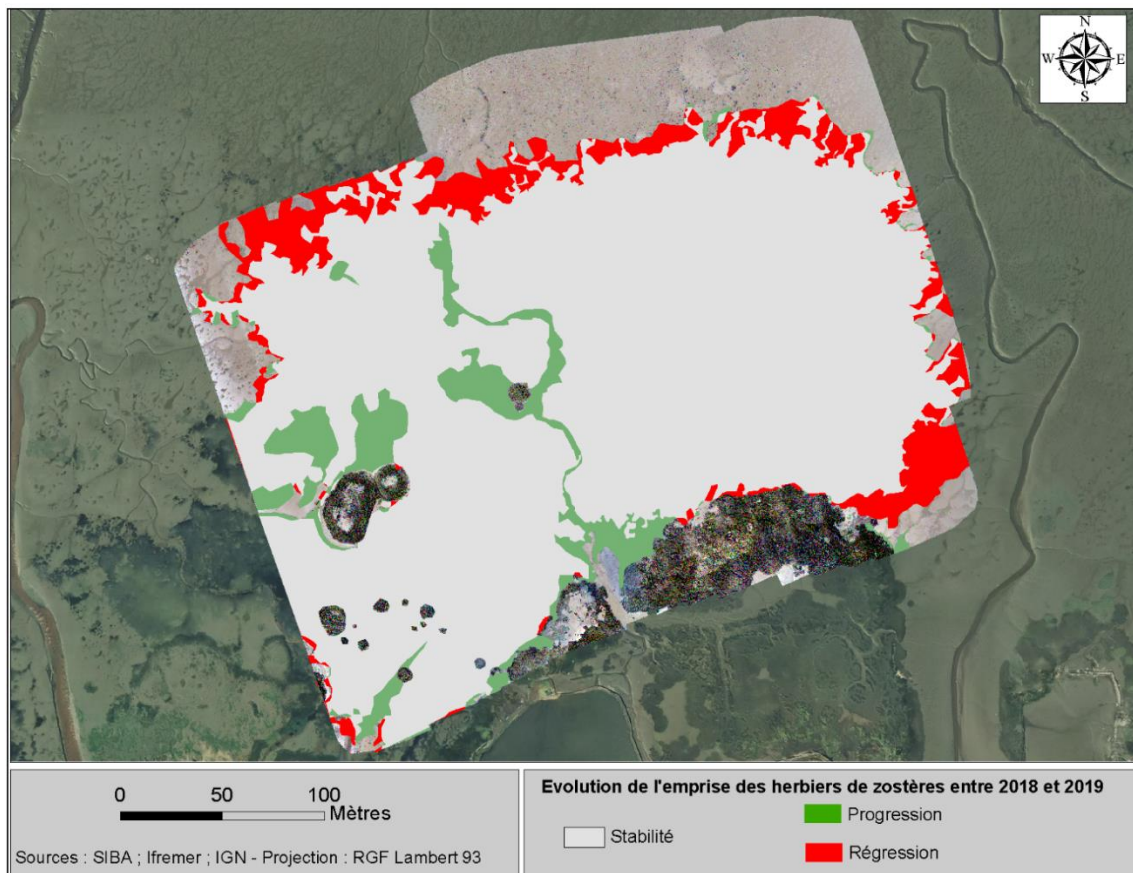 N
W E
S
0 50 100
Mètres
Sources : SIBA ; Ifremer ; IGN - Projection : RGF Lambert 93
Evolution de l'emprise des herbiers de zostères entre 2018 et 2019
Stabilité
Progression
Régression